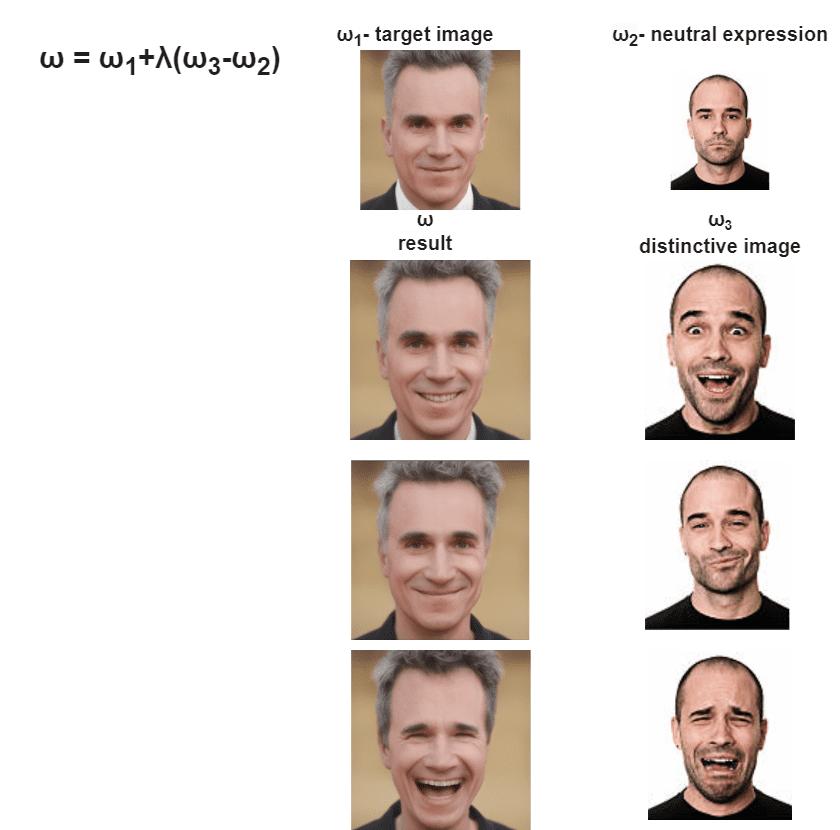 ω = ω₁+λ(ω₃-ω₂)
ω₁- target image
ω₂- neutral expression
ω
result
ω₃
distinctive image